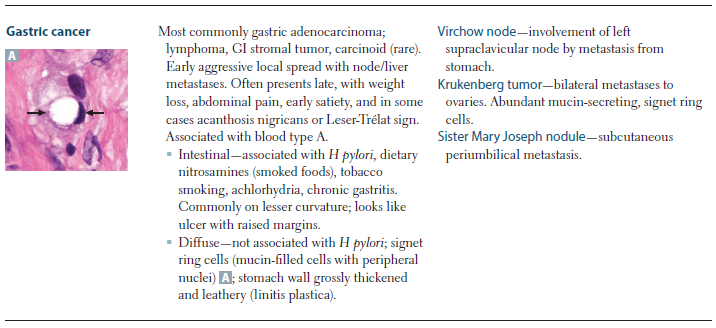 Gastric cancer
A
Most commonly gastric adenocarcinoma;
lymphoma, GI stromal tumor, carcinoid (rare).
Early aggressive local spread with node/liver
metastases. Often presents late, with weight
loss, abdominal pain, early satiety, and in some
cases acanthosis nigricans or Leser-Trélat sign.
Associated with blood type A.
▪ Intestinal—associated with H pylori, dietary
nitrosamines (smoked foods), tobacco
smoking, achlorhydria, chronic gastritis.
Commonly on lesser curvature; looks like
ulcer with raised margins.
▪ Diffuse—not associated with H pylori; signet
ring cells (mucin-filled cells with peripheral
nuclei) A; stomach wall grossly thickened
and leathery (linitis plastica).
Virchow node—involvement of left
supraclavicular node by metastasis from
stomach.
Krukenberg tumor—bilateral metastases to
ovaries. Abundant mucin-secreting, signet ring
cells.
Sister Mary Joseph nodule—subcutaneous
periumbilical metastasis.